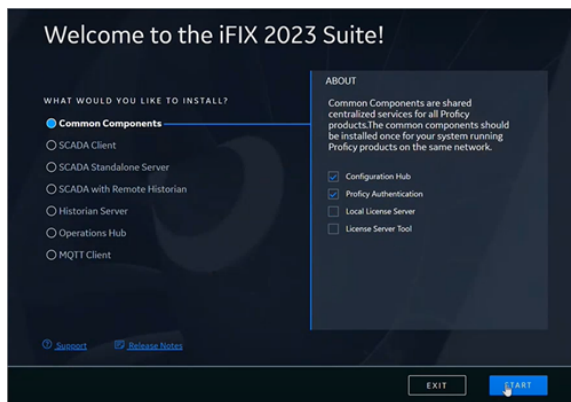 Welcome to the iFIX 2023 Suite!
WHAT WOULD YOU LIKE TO INSTALL?
Common Components
SCADA Client
SCADA Standalone Server
SCADA with Remote Historian
Historian Server
Operations Hub
MQTT Client
Support
Release Notes
ABOUT
Common Components are shared
centralized services for all Proficy
products.The common components should
be installed once for your system running
Proficy products on the same network.
Configuration Hub
Proficy Authentication
Local License Server
License Server Tool
EXIT
START